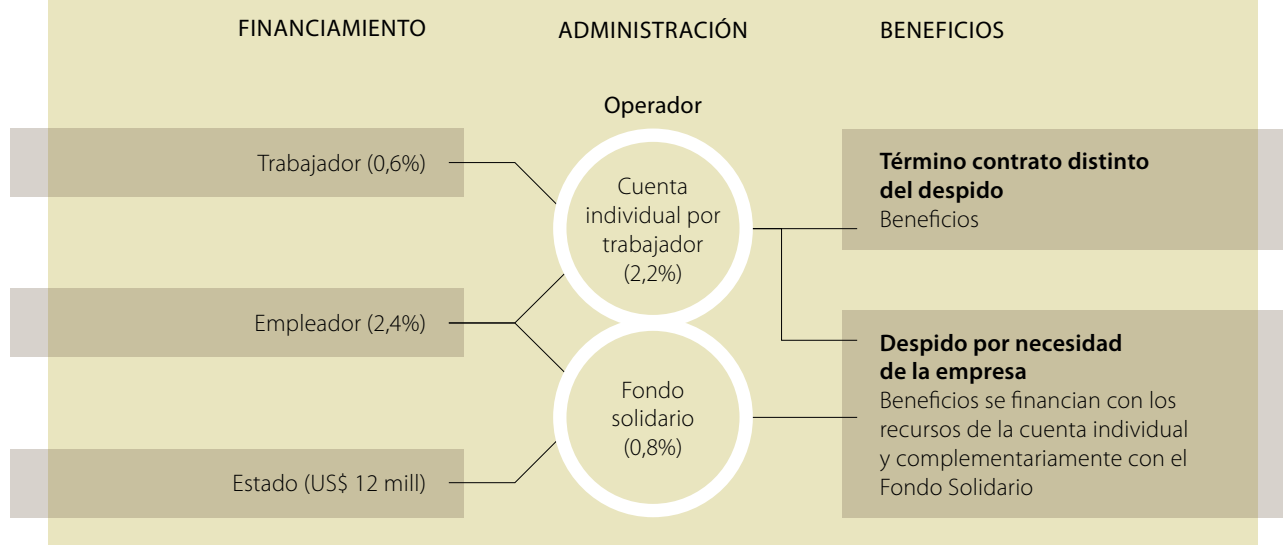 FINANCIAMIENTO
ADMINISTRACIÓN
BENEFICIOS
Operador
Trabajador (0,6%)
Empleador (2,4%)
Estado (US$ 12 mill)
Cuenta
individual por
trabajador
(2,2%)
Fondo
solidario
(0,8%)
Término contrato distinto
del despido
Beneficios
Despido por necesidad
de la empresa
Beneficios se financian con los
recursos de la cuenta individual
y complementariamente con el
Fondo Solidario